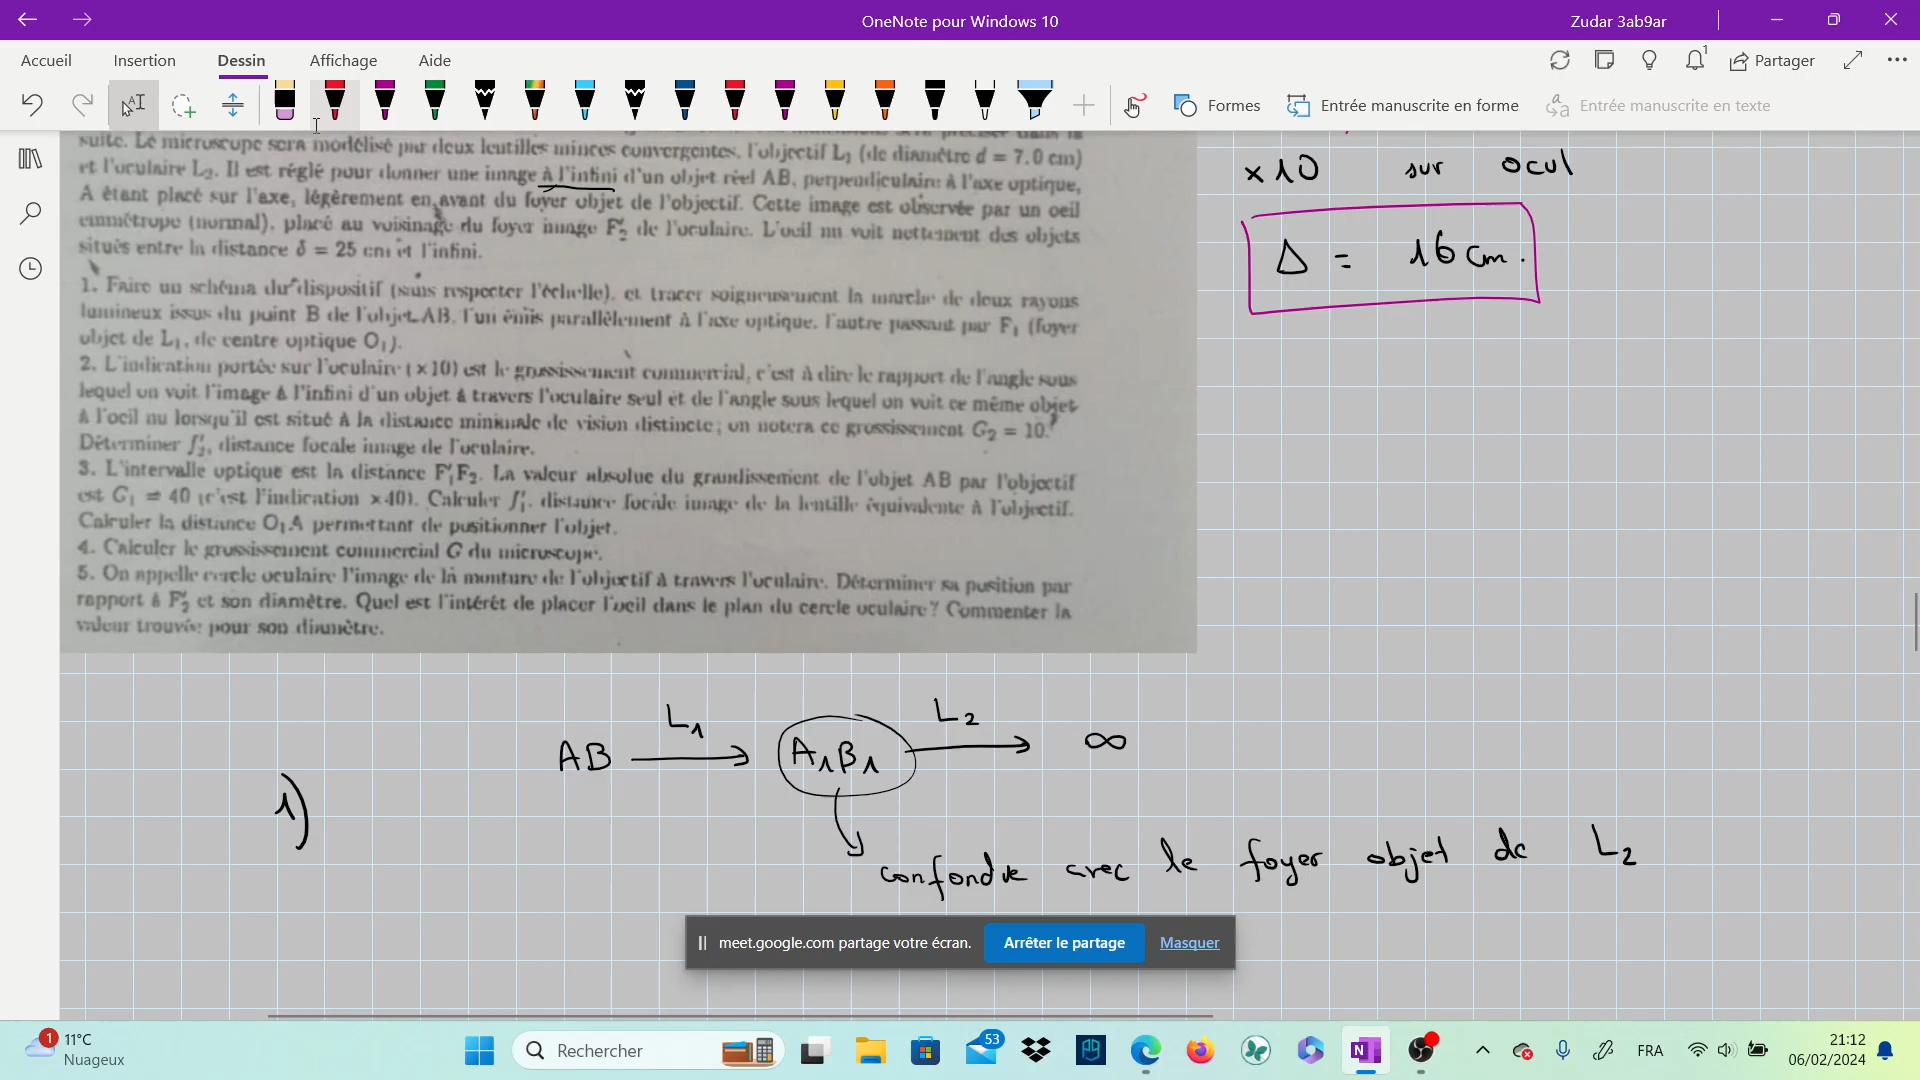 OneNote pour Windows 10
Zudar 3ab9ar
Accueil Insertion Dessin Affichage Aide
1 Partager
Formes Entrée manuscrite en forme Entrée manuscrite en texte
suite. Le microscope sera modélisé par deux lentilles minces convergentes, l'objectif L₁ (de diamètre d = 7.0 cm)
et l'oculaire L₂. Il est réglé pour donner une image à l'infini d'un objet réel AB, perpendiculaire à l'axe optique,
A étant placé sur l'axe, légèrement en avant du foyer objet de l'objectif. Cette image est observée par un oeil
emmétrope (normal), placé au voisinage du foyer image F₂' de l'oculaire. L'oeil nu voit nettement des objets
situés entre la distance δ = 25 cm et l'infini.
1. Faire un schéma du dispositif (sans respecter l'échelle), et tracer soigneusement la marche de deux rayons
lumineux issus du point B de l'objet AB, l'un émis parallèlement à l'axe optique, l'autre passant par F₁ (foyer
objet de L₁, de centre optique O₁).
2. L'indication portée sur l'oculaire (×10) est le grossissement commercial, c'est à dire le rapport de l'angle sous
lequel on voit l'image à l'infini d'un objet à travers l'oculaire seul et de l'angle sous lequel on voit ce même objet
à l'oeil nu lorsqu'il est situé à la distance minimale de vision distincte ; on notera ce grossissement G₂ = 10.
Déterminer f₂', distance focale image de l'oculaire.
3. L'intervalle optique est la distance F₁'F₂. La valeur absolue du grandissement de l'objet AB par l'objectif
est G₁ = 40 (c'est l'indication ×40). Calculer f₁', distance focale image de la lentille équivalente à l'objectif.
Calculer la distance O₁A permettant de positionner l'objet.
4. Calculer le grossissement commercial G du microscope.
5. On appelle cercle oculaire l'image de la monture de l'objectif à travers l'oculaire. Déterminer sa position par
rapport à F₂' et son diamètre. Quel est l'intérêt de placer l'oeil dans le plan du cercle oculaire ? Commenter la
valeur trouvée pour son diamètre.
×10 sur ocul
Δ = 16 cm.
L₁ L₂
AB → A₁B₁ → ∞
1)
confondue avec le foyer objet de L₂
meet.google.com partage votre écran. Arrêter le partage Masquer
1 11°C
Nuageux
Rechercher
53
FRA
21:12
06/02/2024